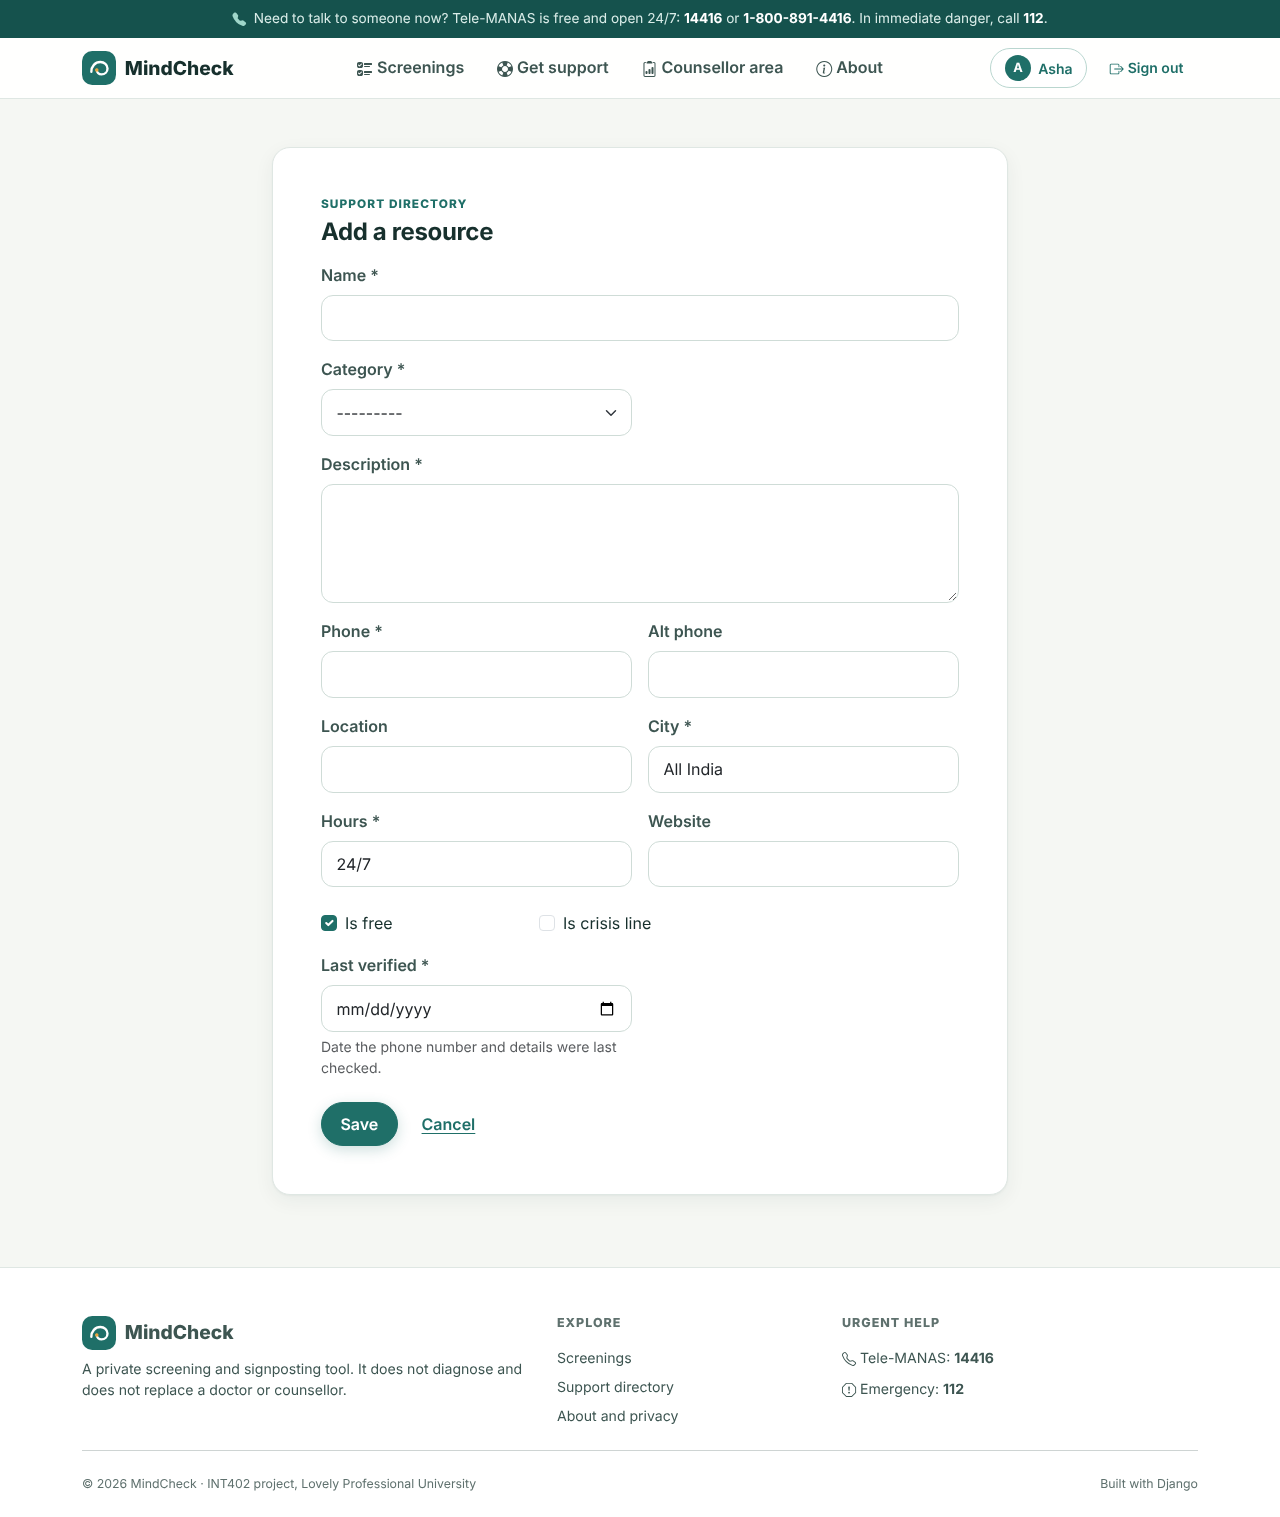 Need to talk to someone now? Tele-MANAS is free and open 24/7: 14416 or 1-800-891-4416. In immediate danger, call 112.
MindCheck
Screenings
Get support
Counsellor area
About
A
Asha
Sign out
SUPPORT DIRECTORY
Add a resource
Name *
Category *
---------
Description *
Phone *
Alt phone
Location
City *
All India
Hours *
Website
24/7
Is free
Is crisis line
Last verified *
mm/dd/yyyy
Date the phone number and details were last
checked.
Save
Cancel
MindCheck
A private screening and signposting tool. It does not diagnose and
does not replace a doctor or counsellor.
EXPLORE
Screenings
Support directory
About and privacy
URGENT HELP
Tele-MANAS: 14416
Emergency: 112
© 2026 MindCheck · INT402 project, Lovely Professional University
Built with Django